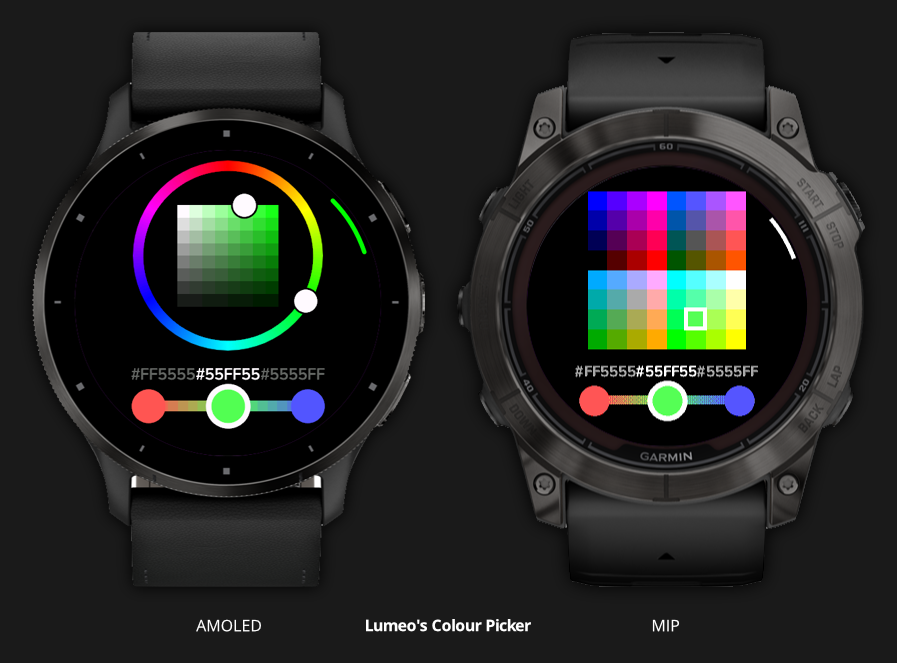 #FF5555#55FF55#5555FF
60
LIGHT
START
STOP
50
40
20
LAP
BACK
DOWN
#FF5555#55FF55#5555FF
GARMIN
AMOLED
Lumeo's Colour Picker
MIP